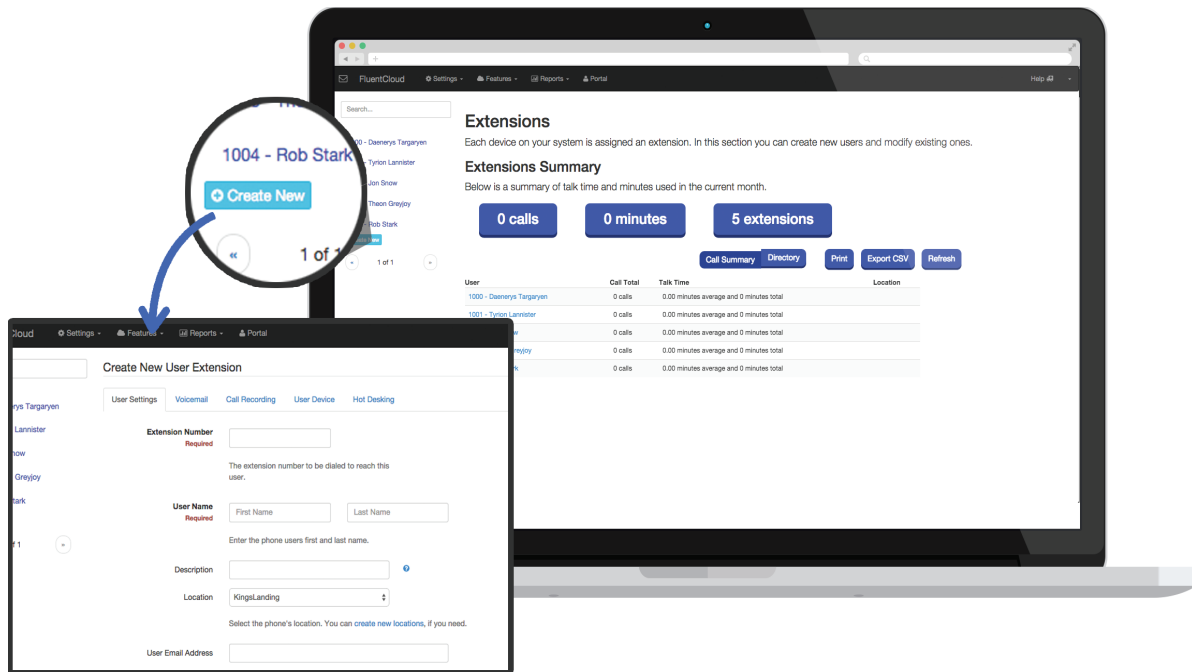 FluentCloud Settings Features Reports Portal Help
Search...
- Daenerys Targaryen
Tyrion Lannister
Jon Snow
Theon Greyjoy
Rob Stark
1 of 1
«
»
Extensions
Each device on your system is assigned an extension. In this section you can create new users and modify existing ones.
Extensions Summary
Below is a summary of talk time and minutes used in the current month.
0 calls 0 minutes 5 extensions
Call Summary Directory Print Export CSV Refresh
User Call Total Talk Time Location
1000 - Daenerys Targaryen 0 calls 0.00 minutes average and 0 minutes total
1001 - Tyrion Lannister 0 calls 0.00 minutes average and 0 minutes total
0 calls 0.00 minutes average and 0 minutes total
reyjoy 0 calls 0.00 minutes average and 0 minutes total
0 calls 0.00 minutes average and 0 minutes total
1004 - Rob Stark
Create New
« 1 of 1
Cloud Settings Features Reports Portal
Create New User Extension
User Settings Voicemail Call Recording User Device Hot Desking
rys Targaryen
Lannister
now
Greyjoy
tark
f 1 »
Extension Number
Required
The extension number to be dialed to reach this
user.
User Name First Name Last Name
Required
Enter the phone users first and last name.
Description
Location KingsLanding
Select the phone's location. You can create new locations, if you need.
User Email Address